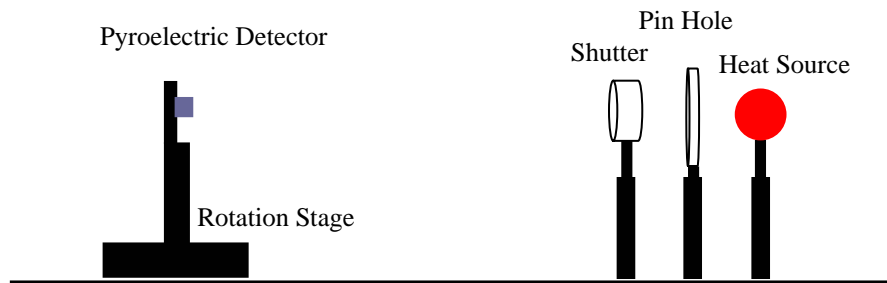 Pin Hole
Pyroelectric Detector
Shutter
Heat Source
Rotation Stage